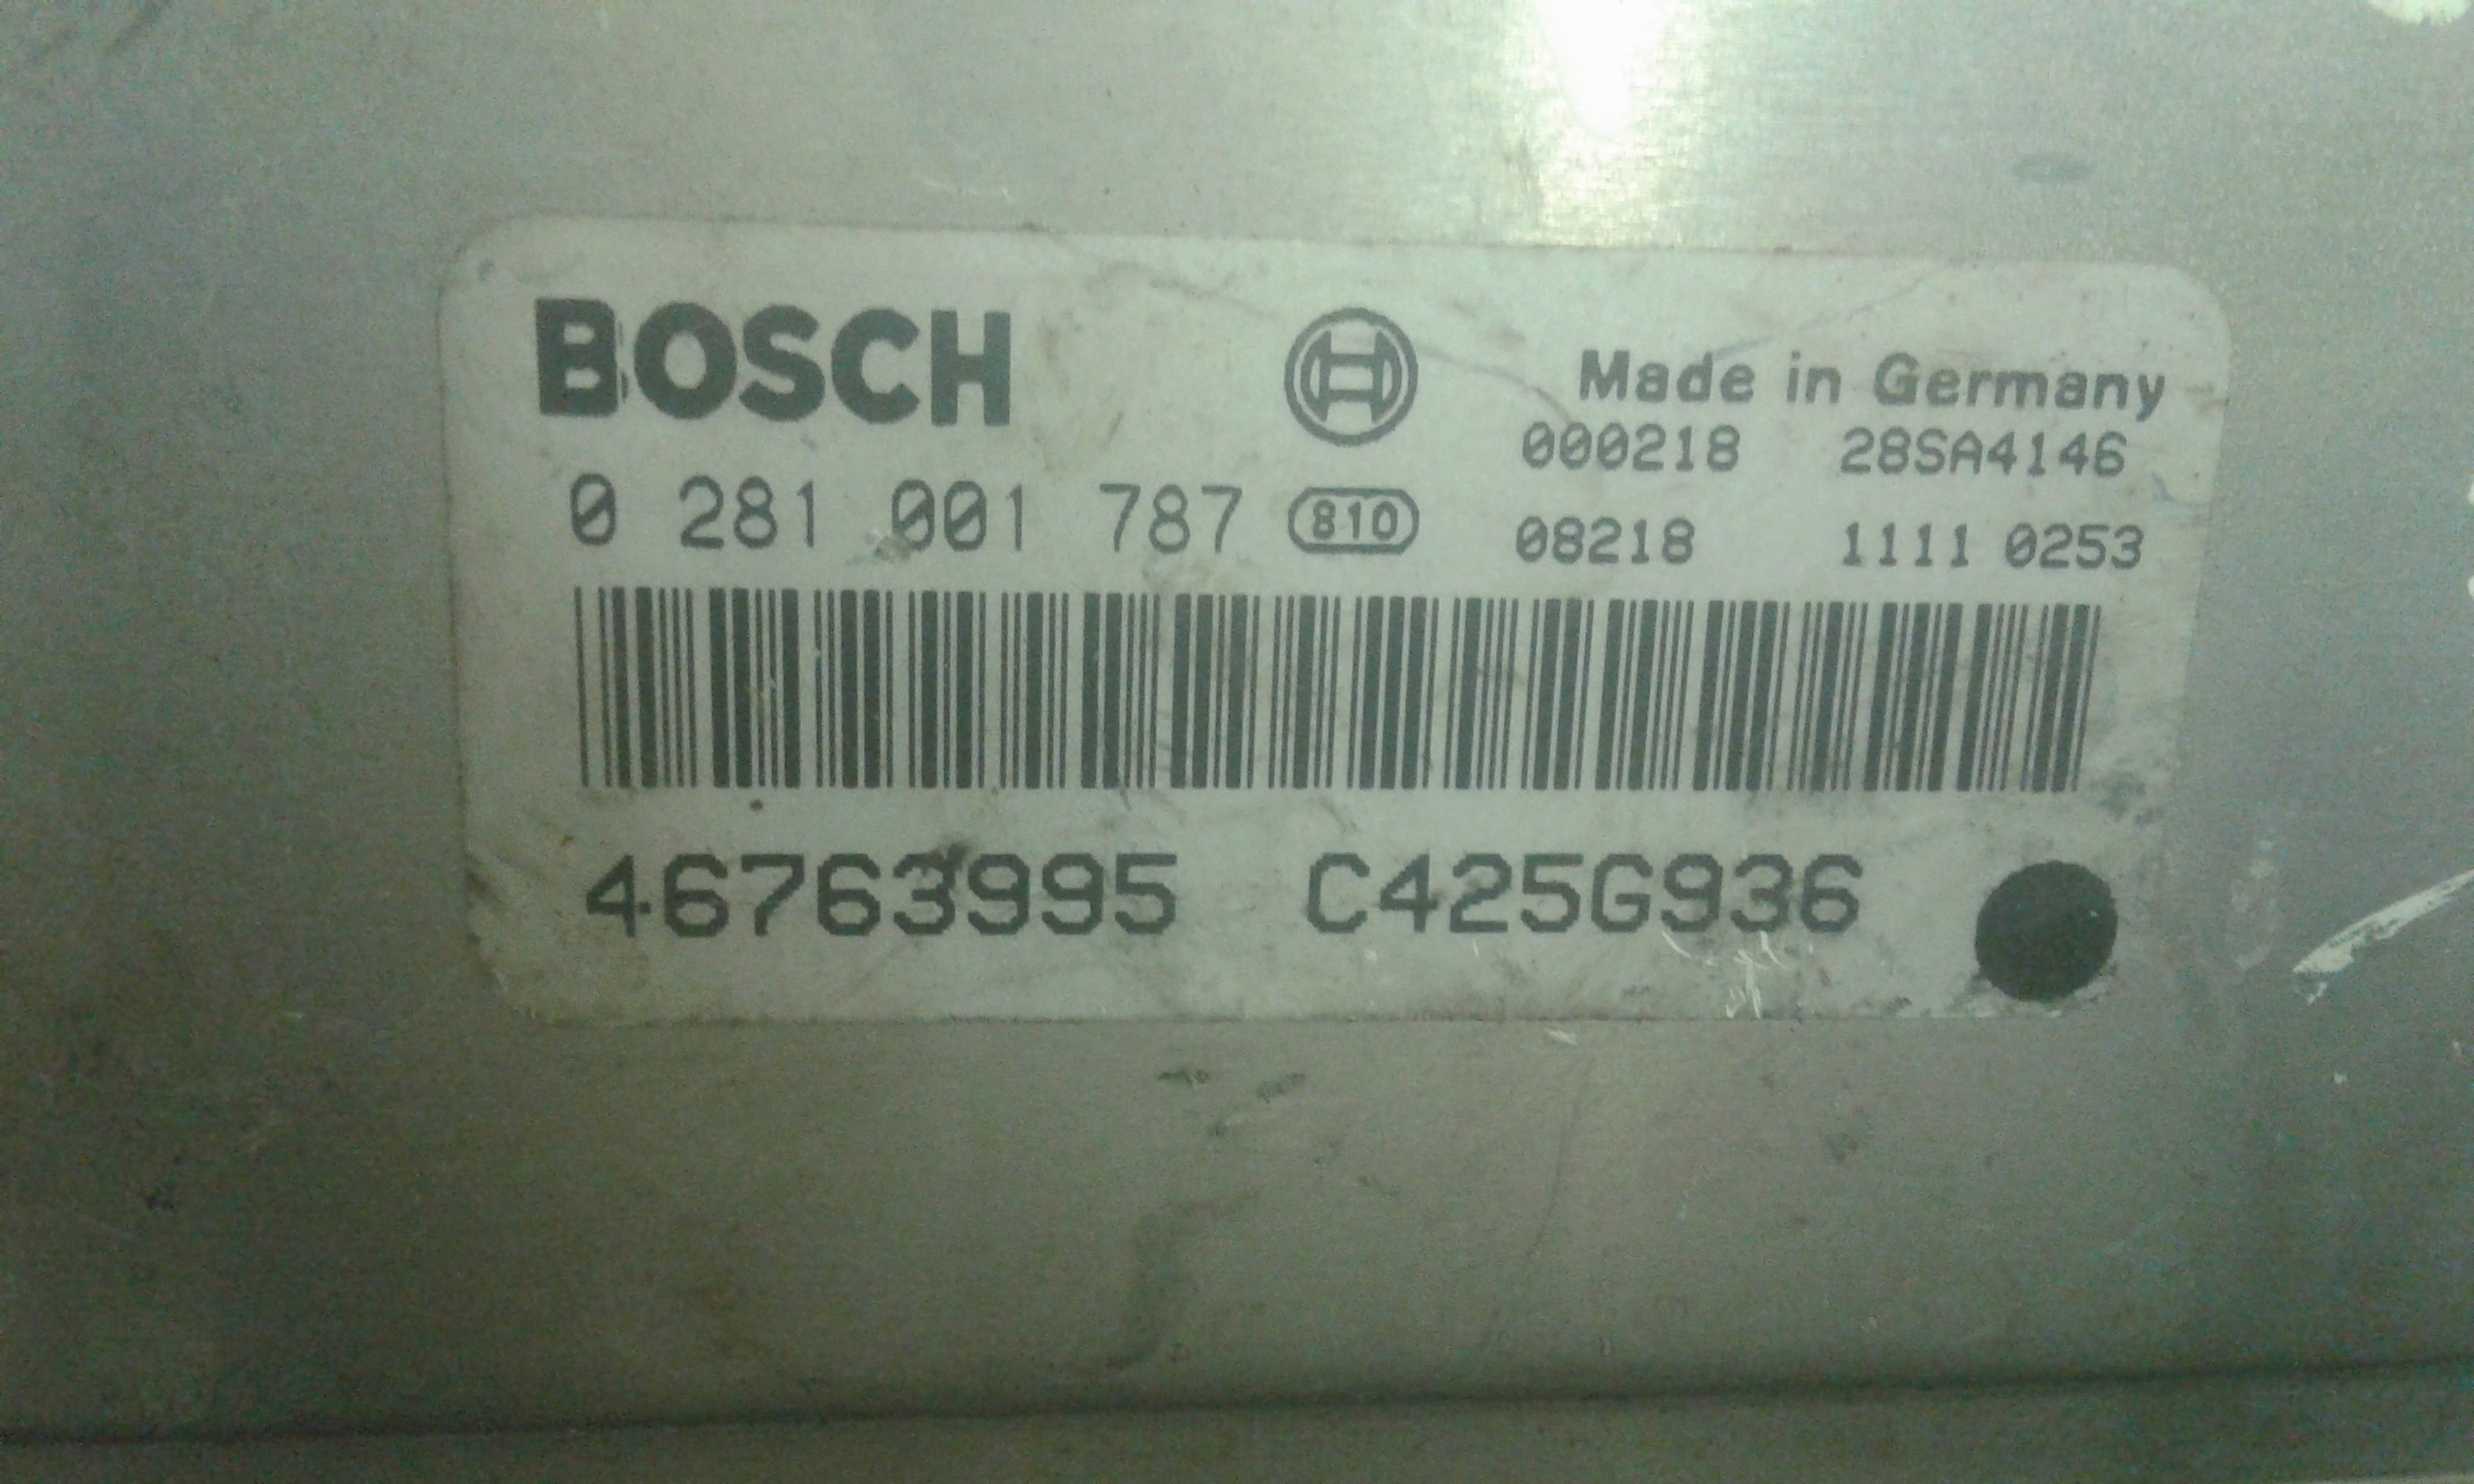 BOSCH
Made in Germany
000218 28SA4146
0 281 001 787 810 08218 1111 0253
46763995 C425G936